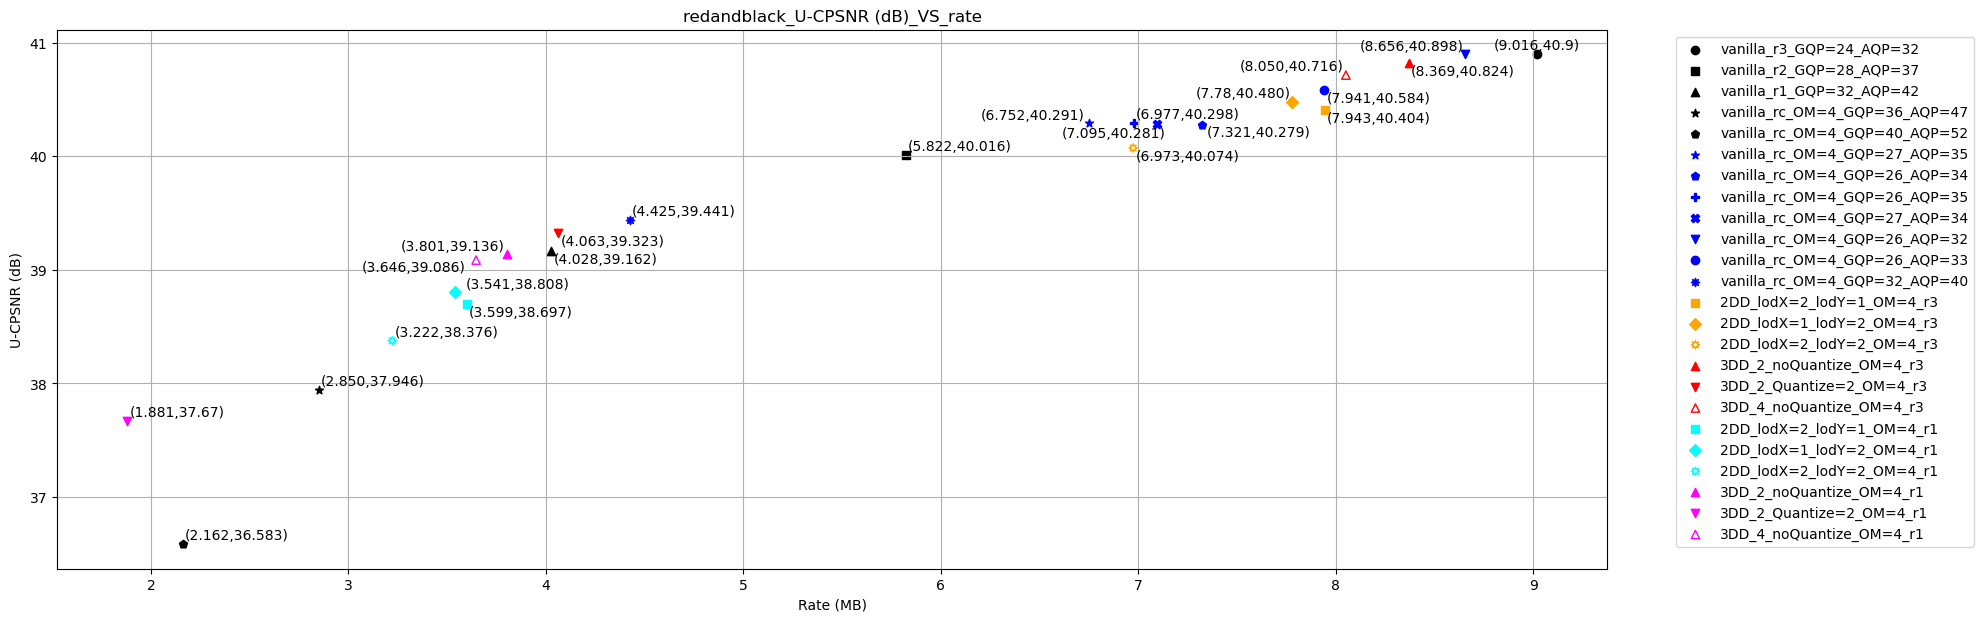 redandblack_U-CPSNR (dB)_VS_rate
U-CPSNR (dB)
41
40
39
38
37
(8.656,40.898)
(9.016,40.9)
(8.050,40.716)
(8.369,40.824)
(7.78,40.480)
(7.941,40.584)
(7.943,40.404)
(6.752,40.291)
(6.977,40.298)
(7.095,40.281)
(7.321,40.279)
(5.822,40.016)
(6.973,40.074)
(4.425,39.441)
(4.063,39.323)
(3.801,39.136)
(4.028,39.162)
(3.646,39.086)
(3.541,38.808)
(3.599,38.697)
(3.222,38.376)
(2.850,37.946)
(1.881,37.67)
(2.162,36.583)
2 3 4 5 6 7 8 9
Rate (MB)
vanilla_r3_GQP=24_AQP=32
vanilla_r2_GQP=28_AQP=37
vanilla_r1_GQP=32_AQP=42
vanilla_rc_OM=4_GQP=36_AQP=47
vanilla_rc_OM=4_GQP=40_AQP=52
vanilla_rc_OM=4_GQP=27_AQP=35
vanilla_rc_OM=4_GQP=26_AQP=34
vanilla_rc_OM=4_GQP=26_AQP=35
vanilla_rc_OM=4_GQP=27_AQP=34
vanilla_rc_OM=4_GQP=26_AQP=32
vanilla_rc_OM=4_GQP=26_AQP=33
vanilla_rc_OM=4_GQP=32_AQP=40
2DD_lodX=2_lodY=1_OM=4_r3
2DD_lodX=1_lodY=2_OM=4_r3
2DD_lodX=2_lodY=2_OM=4_r3
3DD_2_noQuantize_OM=4_r3
3DD_2_Quantize=2_OM=4_r3
3DD_4_noQuantize_OM=4_r3
2DD_lodX=2_lodY=1_OM=4_r1
2DD_lodX=1_lodY=2_OM=4_r1
2DD_lodX=2_lodY=2_OM=4_r1
3DD_2_noQuantize_OM=4_r1
3DD_2_Quantize=2_OM=4_r1
3DD_4_noQuantize_OM=4_r1